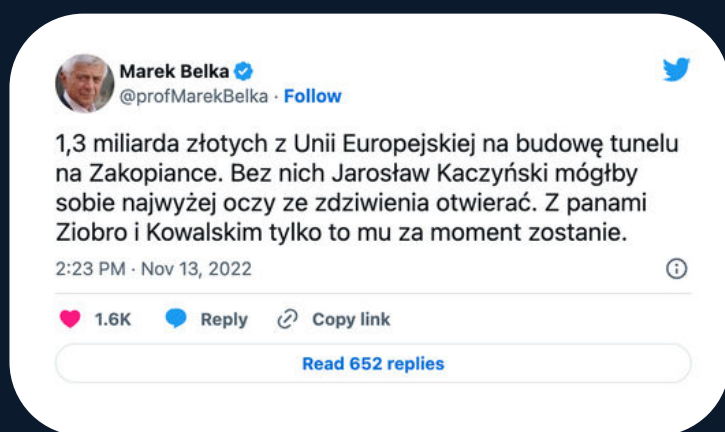 Marek Belka
@profMarekBelka · Follow
1,3 miliarda złotych z Unii Europejskiej na budowę tunelu
na Zakopiance. Bez nich Jarosław Kaczyński mógłby
sobie najwyżej oczy ze zdziwienia otwierać. Z panami
Ziobro i Kowalskim tylko to mu za moment zostanie.
2:23 PM · Nov 13, 2022
1.6K Reply Copy link
Read 652 replies